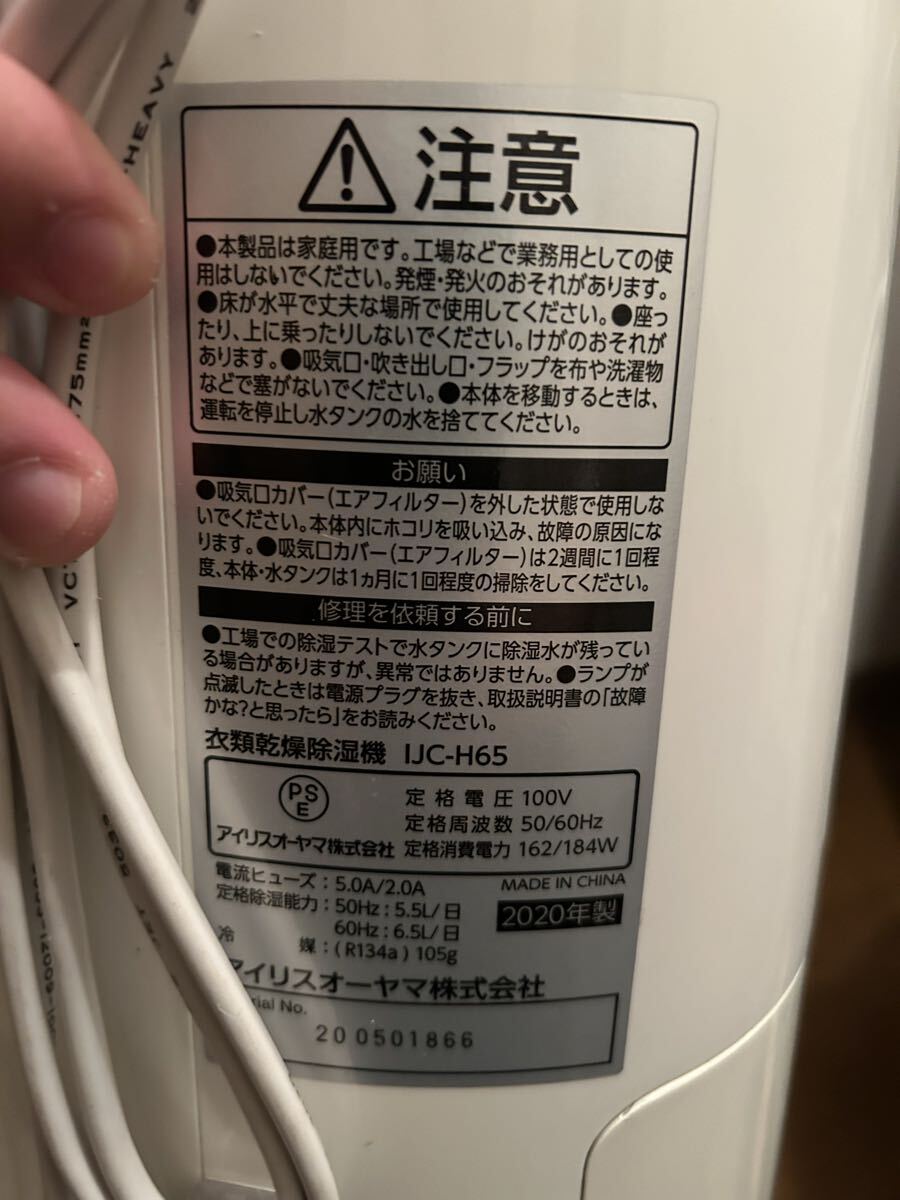 HEAVY
75mm²
VC
注意
●本製品は家庭用です。工場などで業務用としての使
用はしないでください。発煙・発火のおそれがあります。
●床が水平で丈夫な場所で使用してください。●座っ
たり、上に乗ったりしないでください。けがのおそれが
あります。●吸気口・吹き出し口・フラップを布や洗濯物
などで塞がないでください。●本体を移動するときは、
運転を停止し水タンクの水を捨ててください。
お願い
●吸気口カバー(エアフィルター)を外した状態で使用しな
いでください。本体内にホコリを吸い込み、故障の原因にな
ります。●吸気口カバー(エアフィルター)は2週間に1回程
度、本体・水タンクは1ヵ月に1回程度の掃除をしてください。
修理を依頼する前に
●工場での除湿テストで水タンクに除湿水が残ってい
る場合がありますが、異常ではありません。●ランプが
点滅したときは電源プラグを抜き、取扱説明書の「故障
かな?と思ったら」をお読みください。
衣類乾燥除湿機 IJC-H65
PS
E
定格電圧 100V
定格周波数 50/60Hz
アイリスオーヤマ株式会社 定格消費電力 162/184W
電流ヒューズ：5.0A/2.0A
MADE IN CHINA
定格除湿能力：50Hz：5.5L/日
2020年製
60Hz：6.5L/日
冷媒：(R134a) 105g
アイリスオーヤマ株式会社
rial No.
200501866